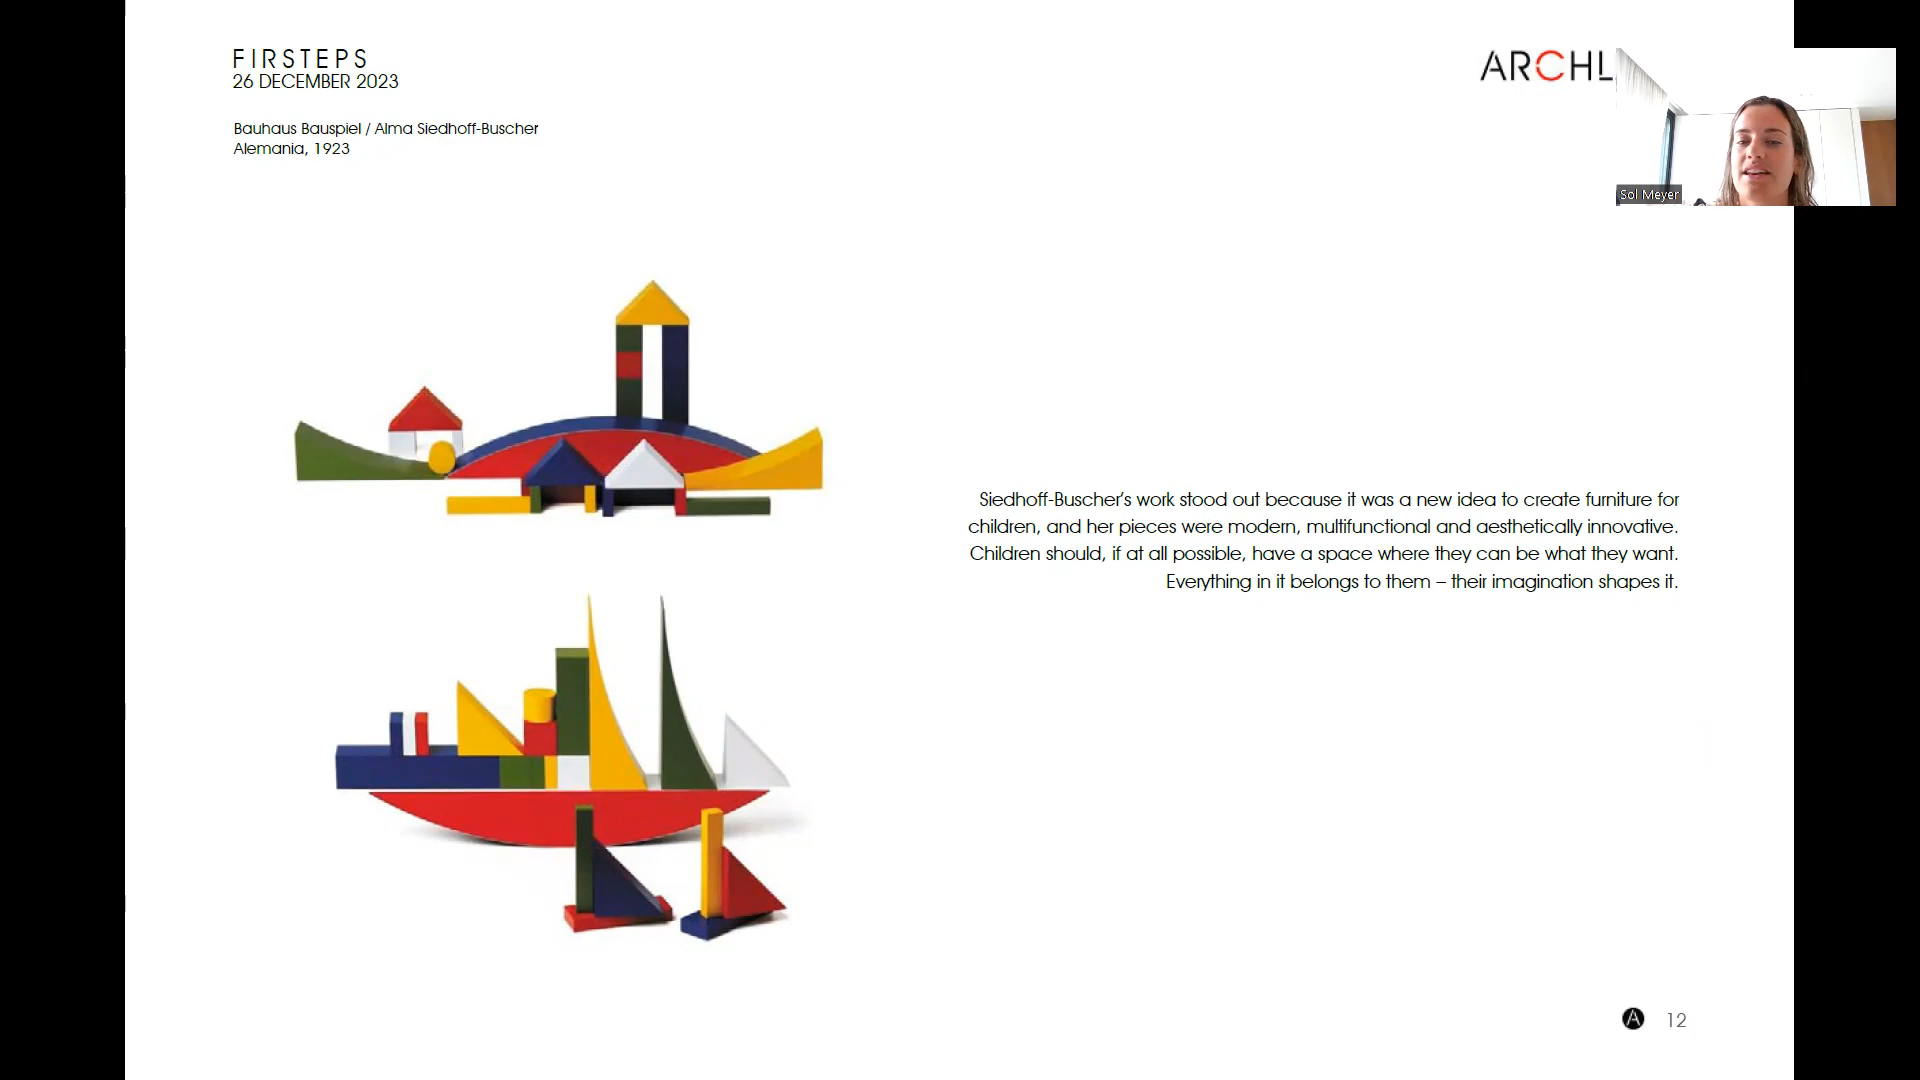 FIRSTEPS
26 DECEMBER 2023
Bauhaus Bauspiel / Alma Siedhoff-Buscher
Alemania, 1923
ARCHL
Sol Meyer
Siedhoff-Buscher’s work stood out because it was a new idea to create furniture for
children, and her pieces were modern, multifunctional and aesthetically innovative.
Children should, if at all possible, have a space where they can be what they want.
Everything in it belongs to them – their imagination shapes it.
A 12